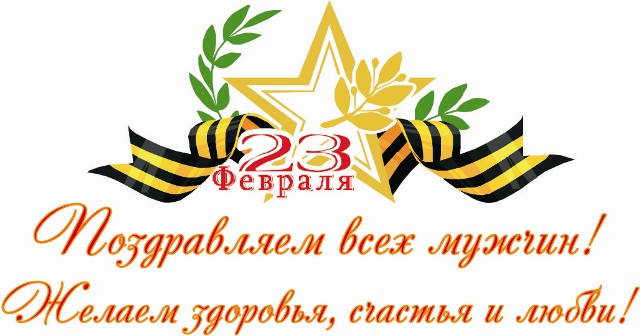 23
Февраля
Поздравляем всех мужчин!
Желаем здоровья, счастья и любви!